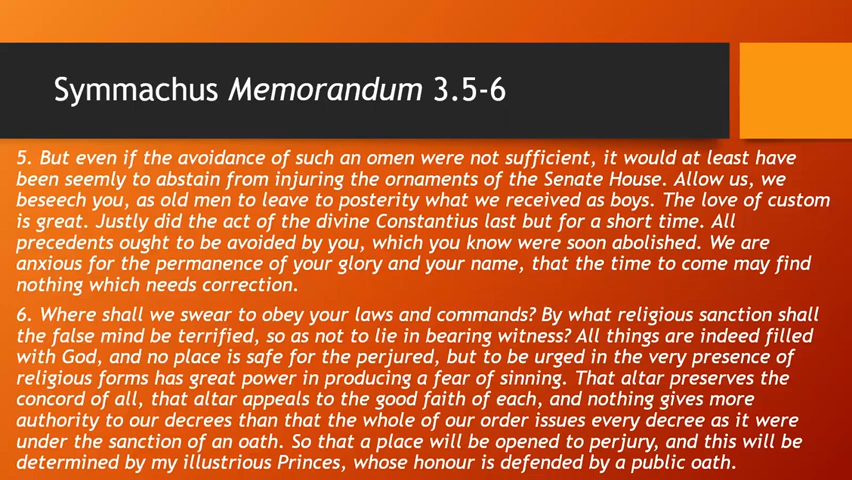 Symmachus Memorandum 3.5-6
5. But even if the avoidance of such an omen were not sufficient, it would at least have
been seemly to abstain from injuring the ornaments of the Senate House. Allow us, we
beseech you, as old men to leave to posterity what we received as boys. The love of custom
is great. Justly did the act of the divine Constantius last but for a short time. All
precedents ought to be avoided by you, which you know were soon abolished. We are
anxious for the permanence of your glory and your name, that the time to come may find
nothing which needs correction.
6. Where shall we swear to obey your laws and commands? By what religious sanction shall
the false mind be terrified, so as not to lie in bearing witness? All things are indeed filled
with God, and no place is safe for the perjured, but to be urged in the very presence of
religious forms has great power in producing a fear of sinning. That altar preserves the
concord of all, that altar appeals to the good faith of each, and nothing gives more
authority to our decrees than that the whole of our order issues every decree as it were
under the sanction of an oath. So that a place will be opened to perjury, and this will be
determined by my illustrious Princes, whose honour is defended by a public oath.